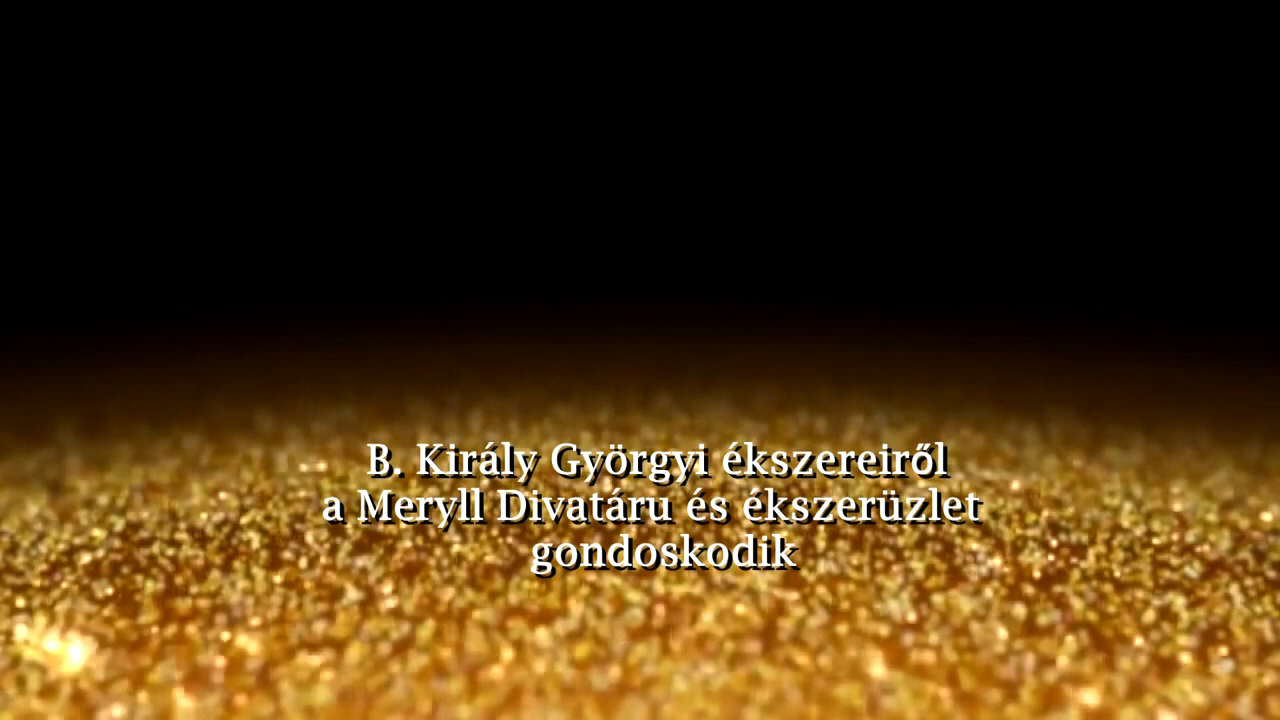 B. Király Györgyi ékszereiről
a Meryll Divatáru és ékszerüzlet
gondoskodik